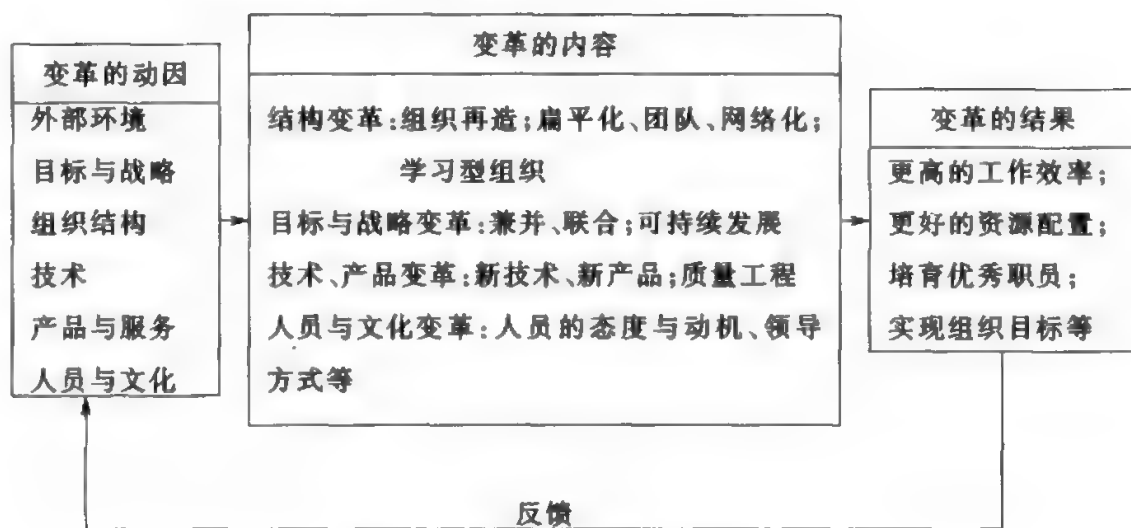 变革的动因
外部环境
目标与战略
组织结构
技术
产品与服务
人员与文化
变革的内容
结构变革:组织再造;扁平化、团队、网络化;
学习型组织
目标与战略变革:兼并、联合;可持续发展
技术、产品变革:新技术、新产品;质量工程
人员与文化变革:人员的态度与动机、领导
方式等
变革的结果
更高的工作效率;
更好的资源配置;
培育优秀职员;
实现组织目标等
反馈